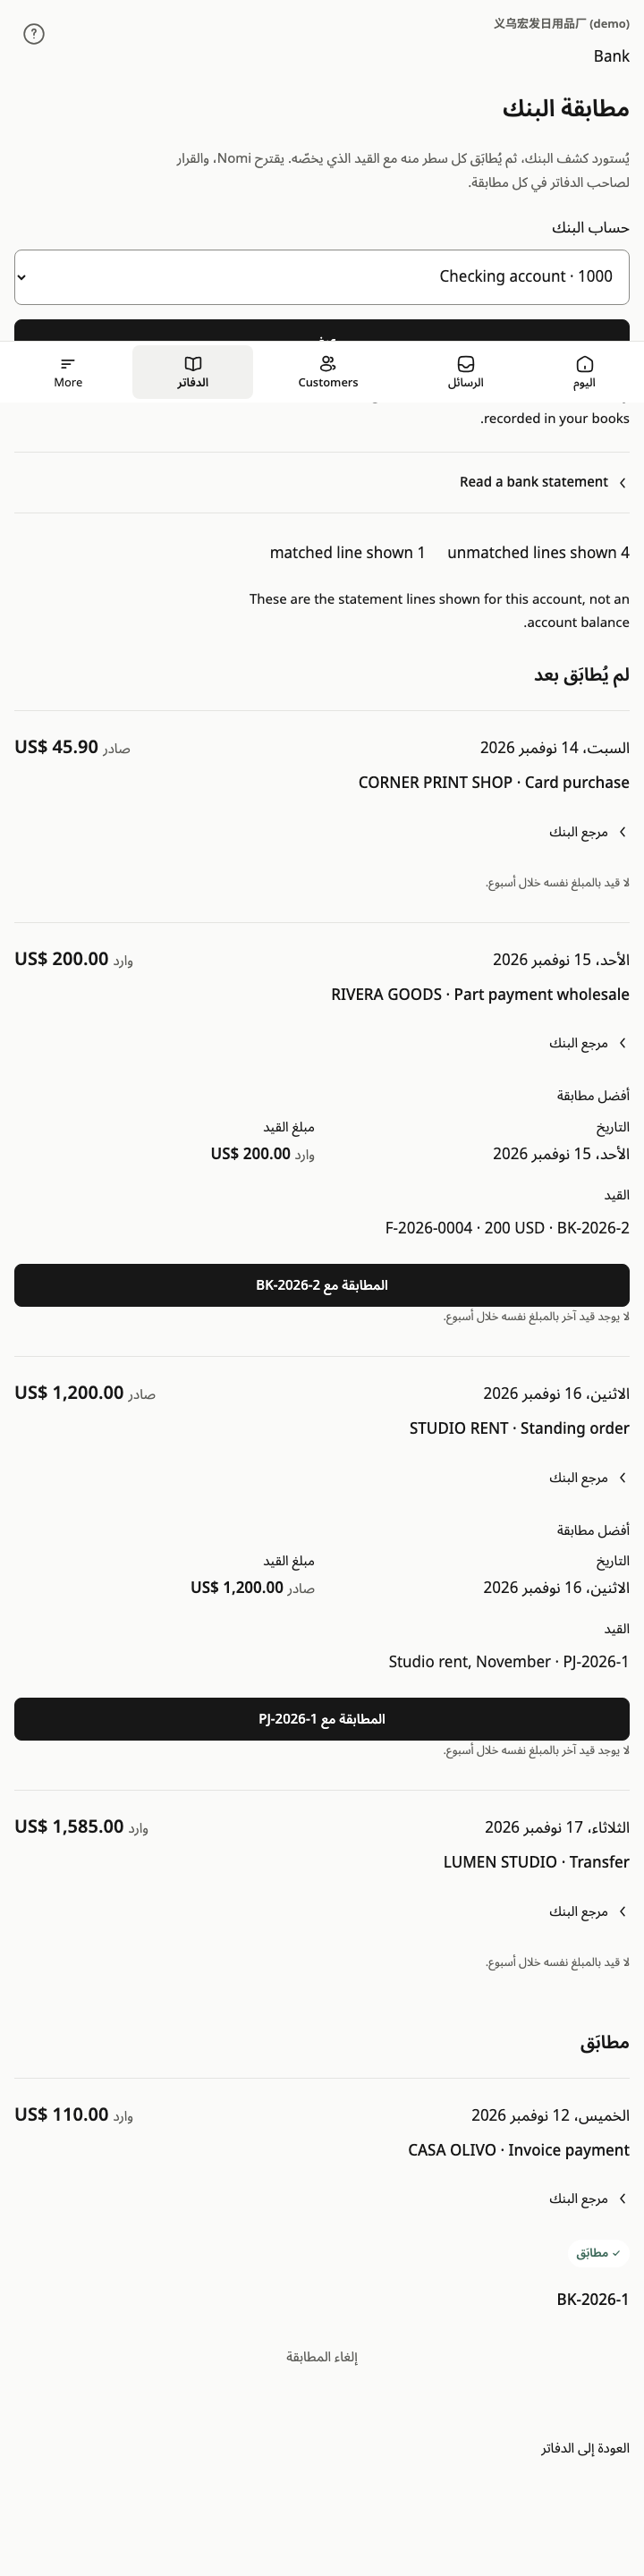 义乌宏发日用品厂 (demo)
Bank
مطابقة البنك
يُستورد كشف البنك، ثم يُطابَق كل سطر منه مع القيد الذي يخصّه. يقترح Nomi، والقرار
لصاحب الدفاتر في كل مطابقة.
حساب البنك
Checking account · 1000
اليوم
الرسائل
Customers
الدفاتر
More
recorded in your books.
Read a bank statement
4 unmatched lines shown
1 matched line shown
These are the statement lines shown for this account, not an
account balance.
لم يُطابَق بعد
السبت، 14 نوفمبر 2026
صادر US$ 45.90
CORNER PRINT SHOP · Card purchase
مرجع البنك
لا قيد بالمبلغ نفسه خلال أسبوع.
الأحد، 15 نوفمبر 2026
وارد US$ 200.00
RIVERA GOODS · Part payment wholesale
مرجع البنك
أفضل مطابقة
التاريخ
مبلغ القيد
الأحد، 15 نوفمبر 2026
وارد US$ 200.00
القيد
F-2026-0004 · 200 USD · BK-2026-2
المطابقة مع BK-2026-2
لا يوجد قيد آخر بالمبلغ نفسه خلال أسبوع.
الاثنين، 16 نوفمبر 2026
صادر US$ 1,200.00
STUDIO RENT · Standing order
مرجع البنك
أفضل مطابقة
التاريخ
مبلغ القيد
الاثنين، 16 نوفمبر 2026
صادر US$ 1,200.00
القيد
Studio rent, November · PJ-2026-1
المطابقة مع PJ-2026-1
لا يوجد قيد آخر بالمبلغ نفسه خلال أسبوع.
الثلاثاء، 17 نوفمبر 2026
وارد US$ 1,585.00
LUMEN STUDIO · Transfer
مرجع البنك
لا قيد بالمبلغ نفسه خلال أسبوع.
مطابَق
الخميس، 12 نوفمبر 2026
وارد US$ 110.00
CASA OLIVO · Invoice payment
مرجع البنك
مطابَق
BK-2026-1
إلغاء المطابقة
العودة إلى الدفاتر